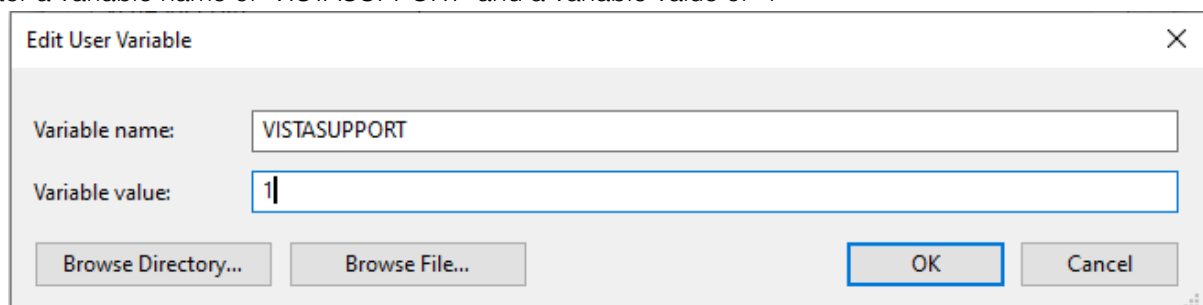 Edit User Variable
Variable name: VISTASUPPORT
Variable value: 1
Browse Directory... Browse File... OK Cancel